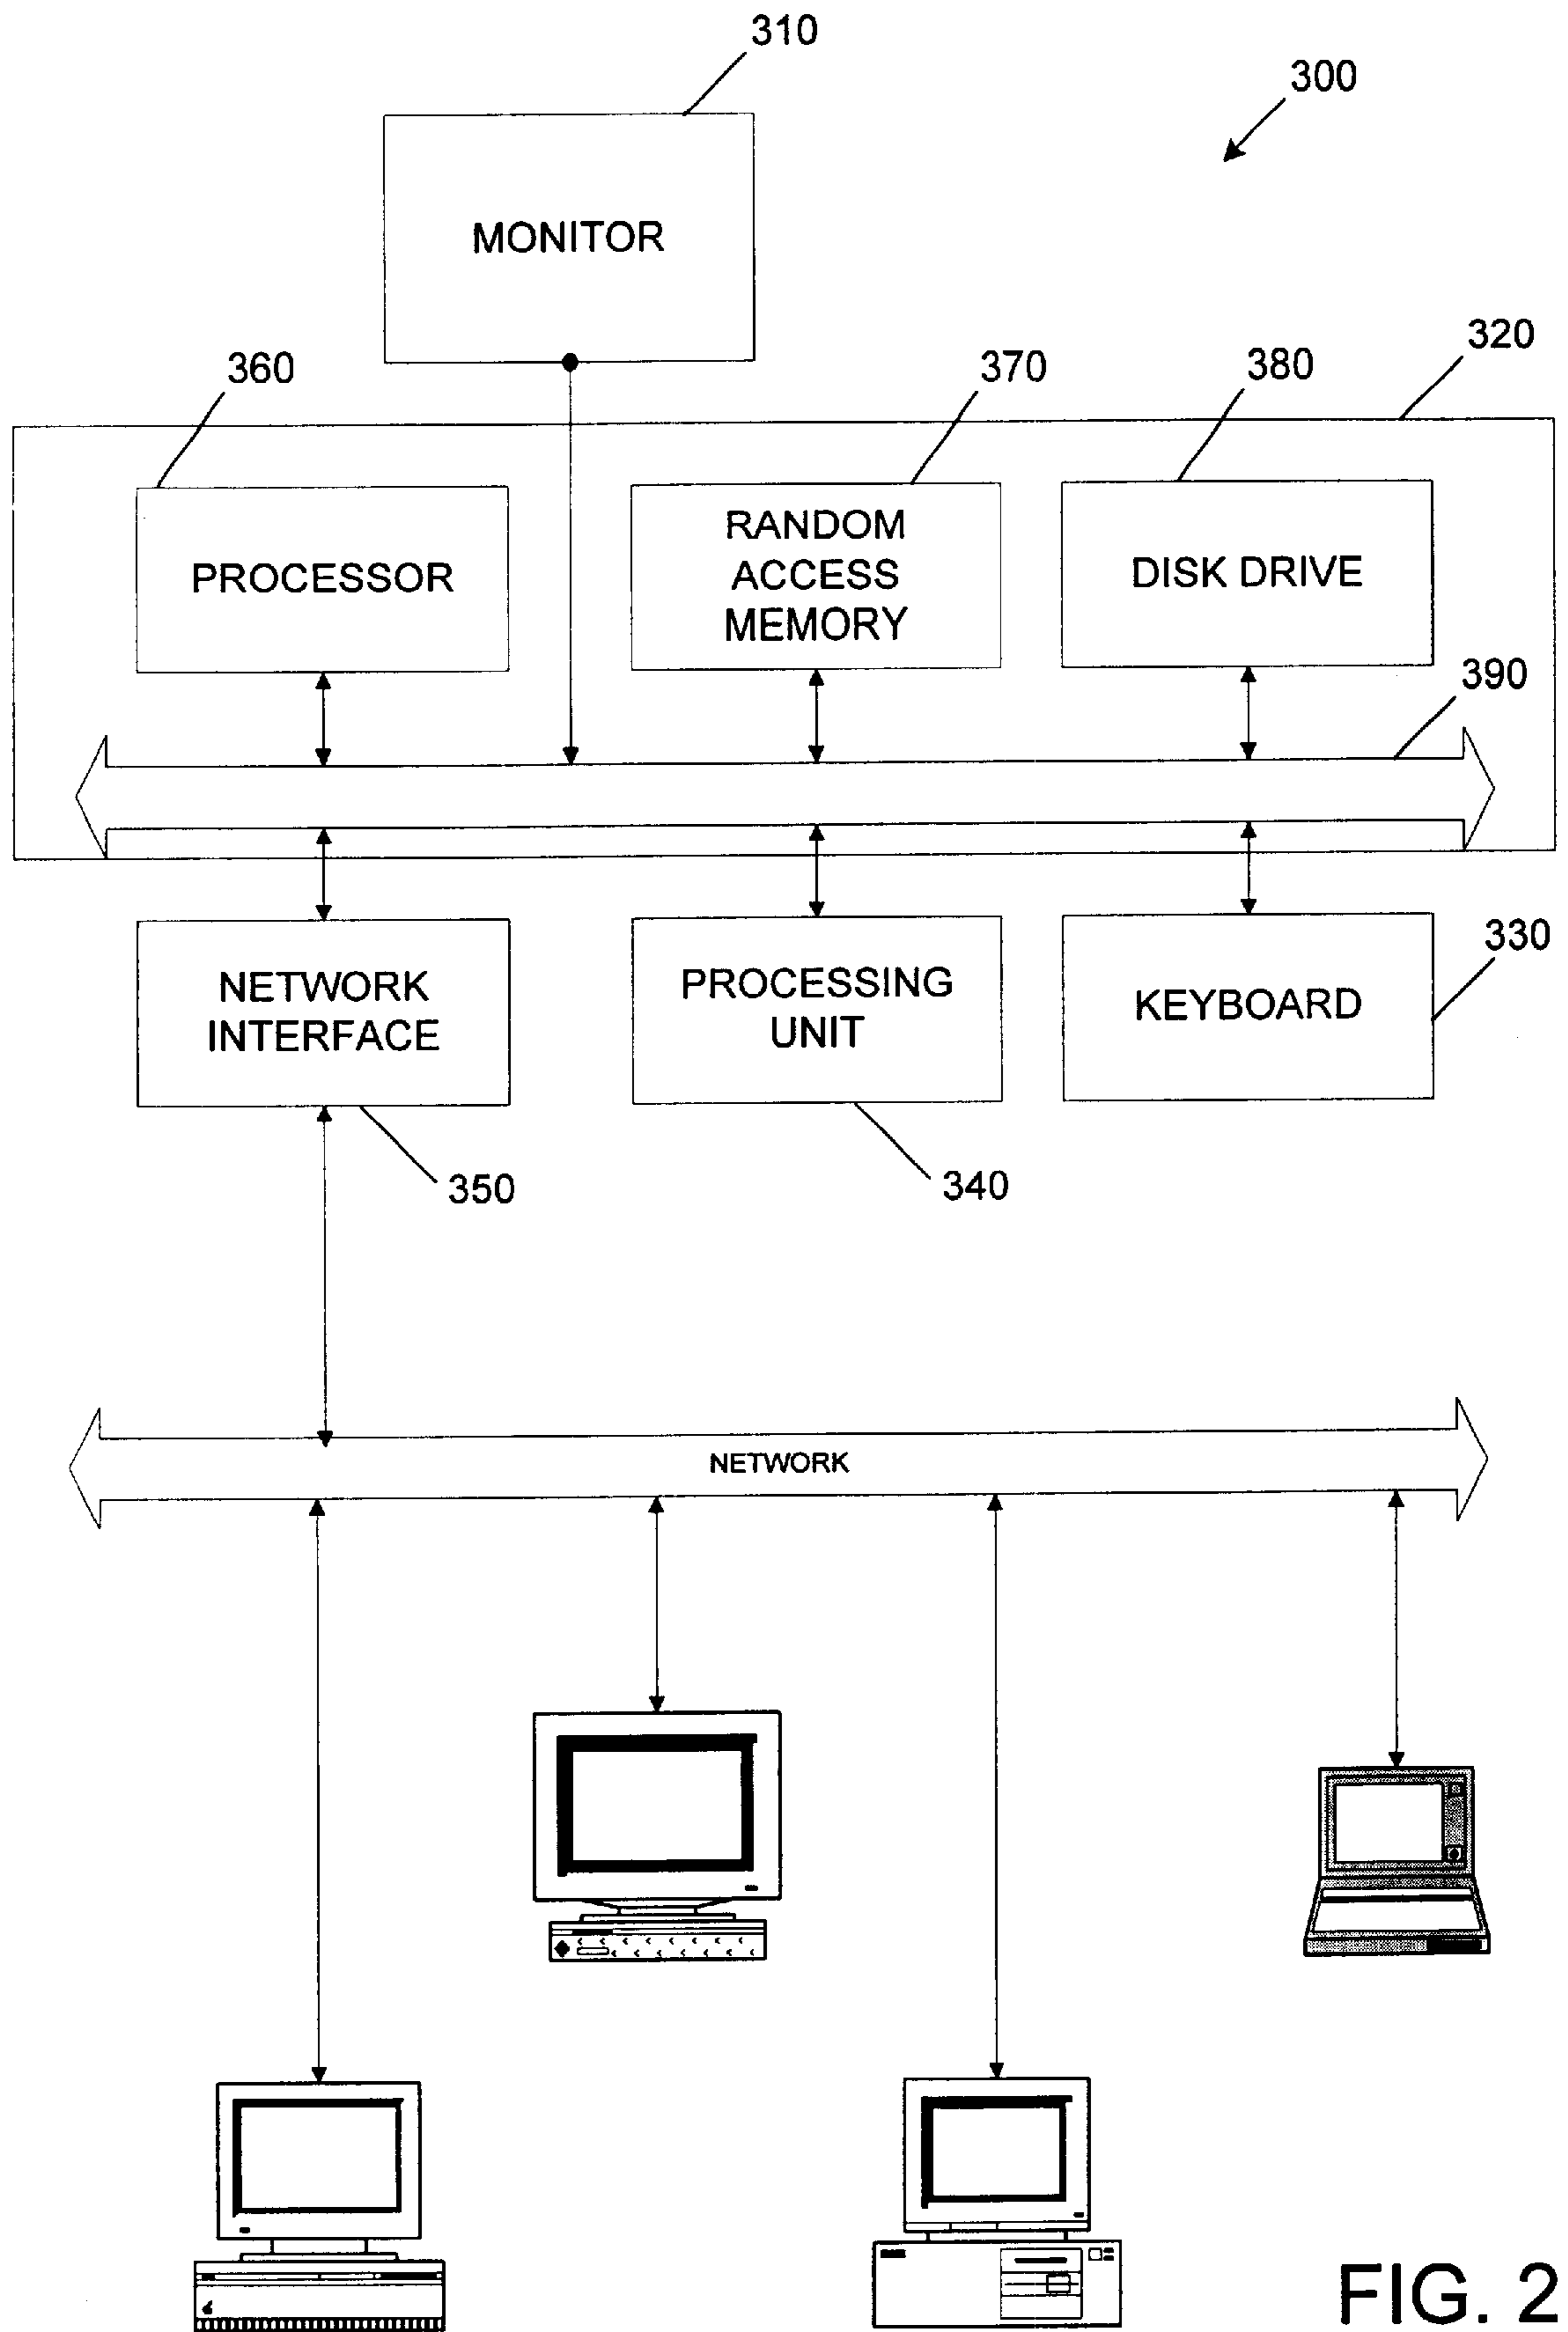 310
300
MONITOR
320
360
370
380
PROCESSOR
RANDOM
ACCESS
MEMORY
DISK DRIVE
390
NETWORK
INTERFACE
PROCESSING
UNIT
KEYBOARD
330
350
340
NETWORK
FIG. 2